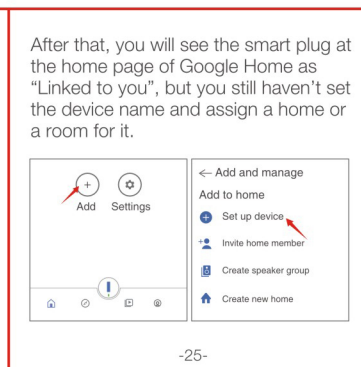 After that, you will see the smart plug at
the home page of Google Home as
“Linked to you”, but you still haven’t set
the device name and assign a home or
a room for it.
Add Settings
Add and manage
Add to home
Set up device
Invite home member
Create speaker group
Create new home
-25-